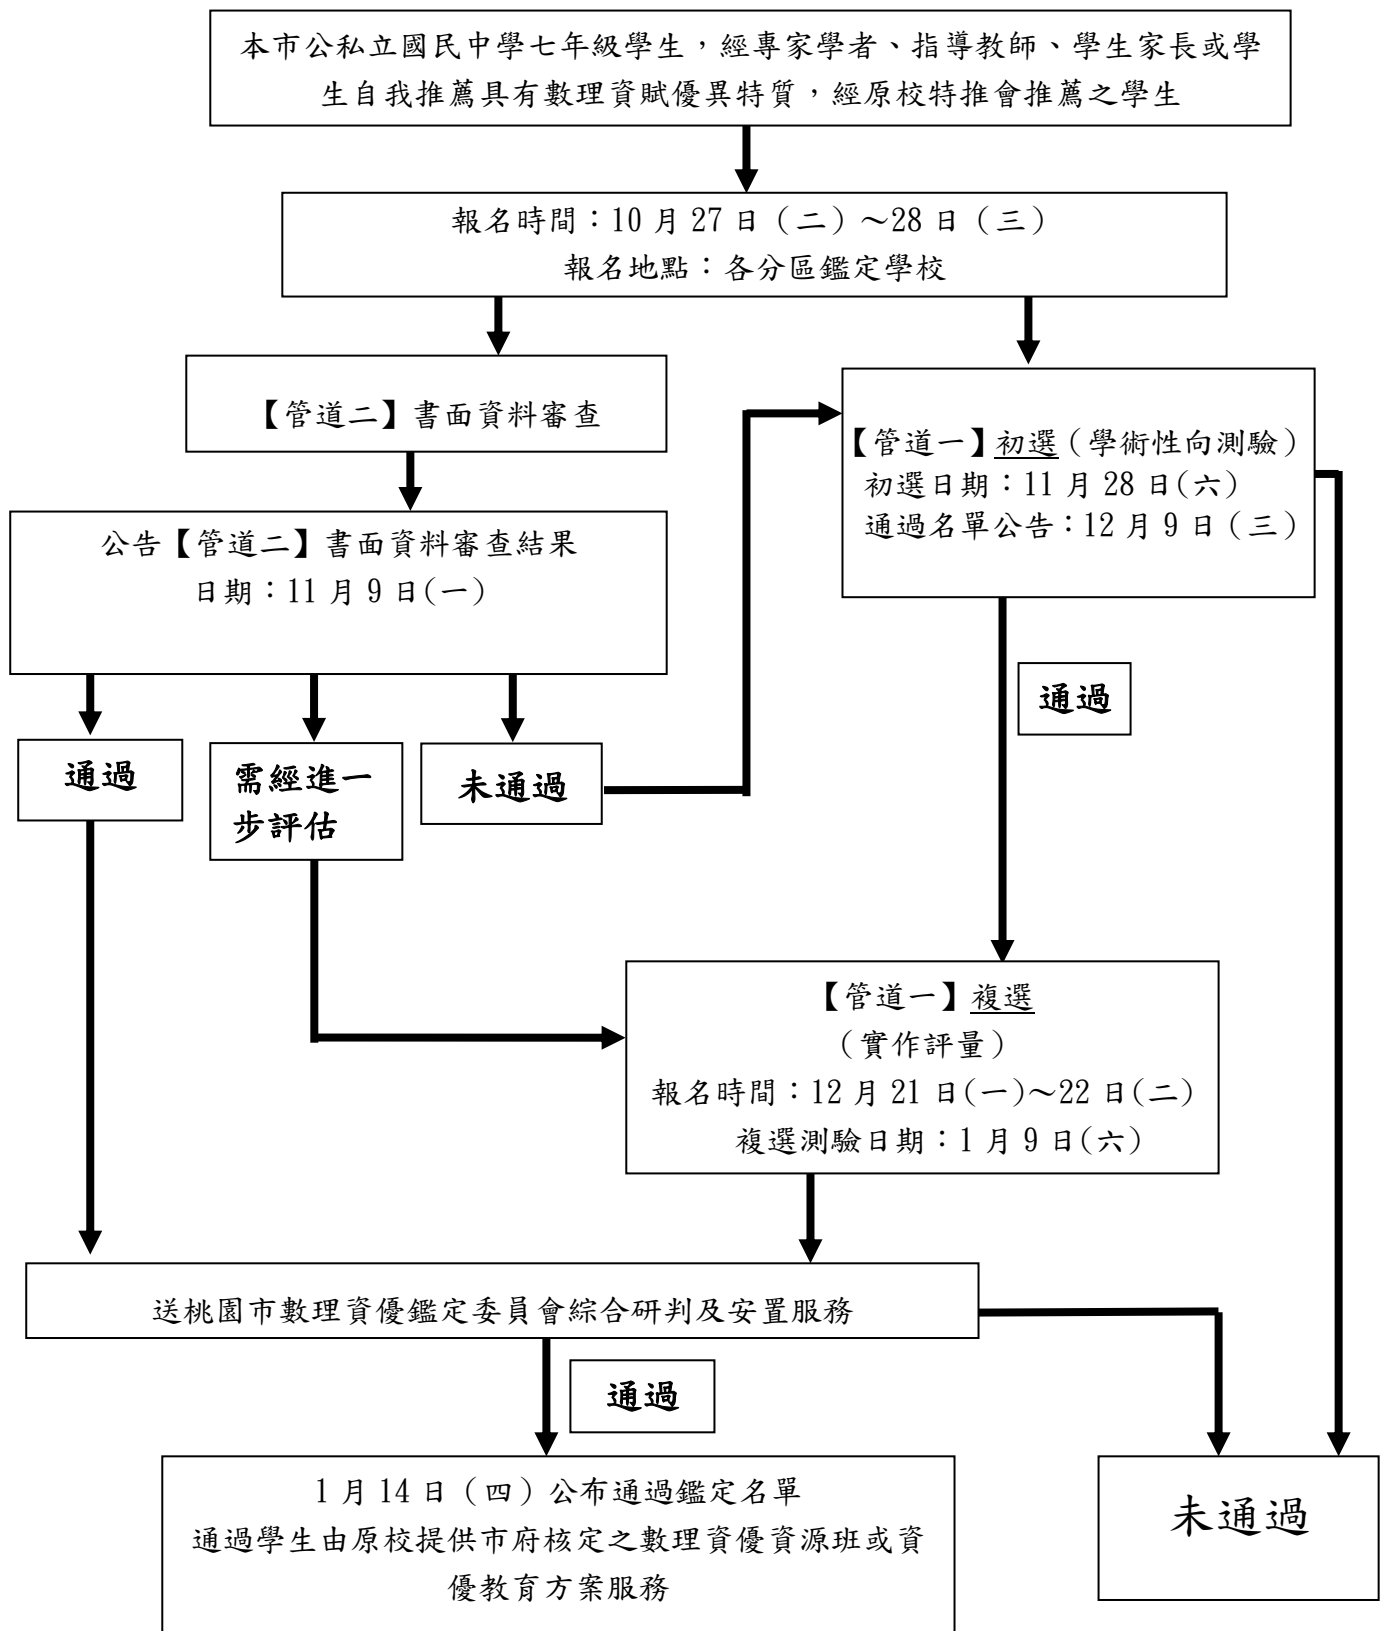 本市公私立國民中學七年級學生，經專家學者、指導教師、學生家長或學
生自我推薦具有數理資賦優異特質，經原校特推會推薦之學生
報名時間：10月27日（二）～28日（三）
報名地點：各分區鑑定學校
【管道二】書面資料審查
【管道一】初選（學術性向測驗）
初選日期：11月28日(六)
通過名單公告：12月9日（三）
公告【管道二】書面資料審查結果
日期：11月9日(一)
通過
通過
需經進一
步評估
未通過
【管道一】複選
（實作評量）
報名時間：12月21日(一)～22日(二)
複選測驗日期：1月9日(六)
送桃園市數理資優鑑定委員會綜合研判及安置服務
通過
1月14日（四）公布通過鑑定名單
通過學生由原校提供市府核定之數理資優資源班或資
優教育方案服務
未通過